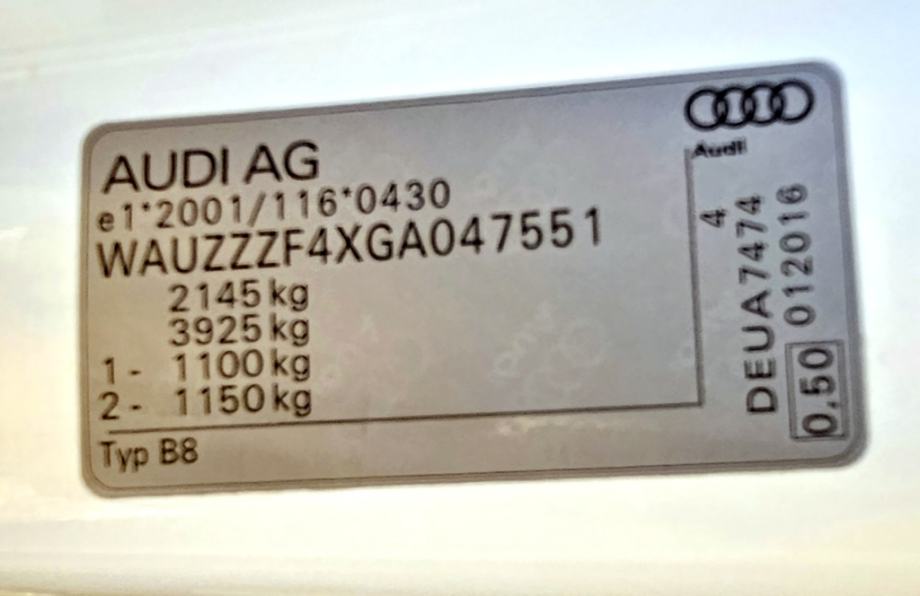 AUDI AG
e1*2001/116*0430
WAUZZZF4XGA047551
2145 kg
3925 kg
1 - 1100 kg
2 - 1150 kg
Typ B8
Audi
4
DEUA7474
012016
0,50